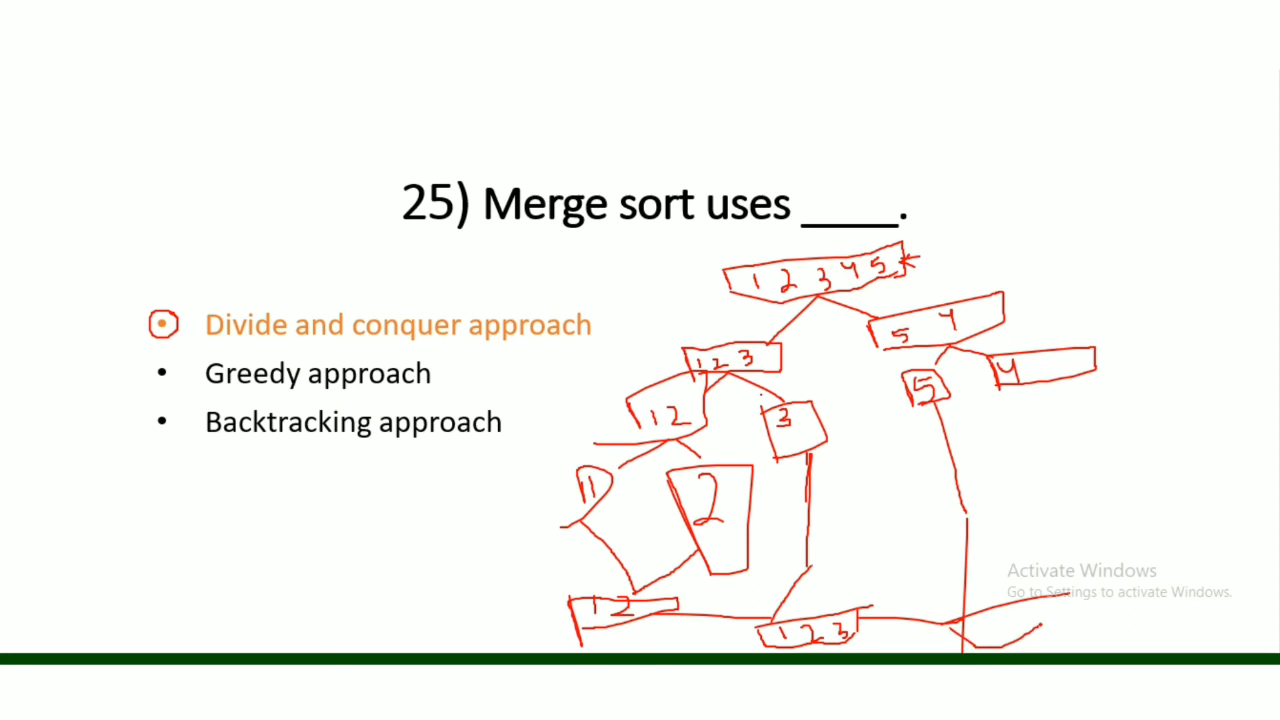 25) Merge sort uses ____.
1 2 3 4 5
• Divide and conquer approach
5 4
1 2 3
• Greedy approach
5
4
• Backtracking approach
1 2
3
2
Activate Windows
Go to Settings to activate Windows.
1 2
1 2 3